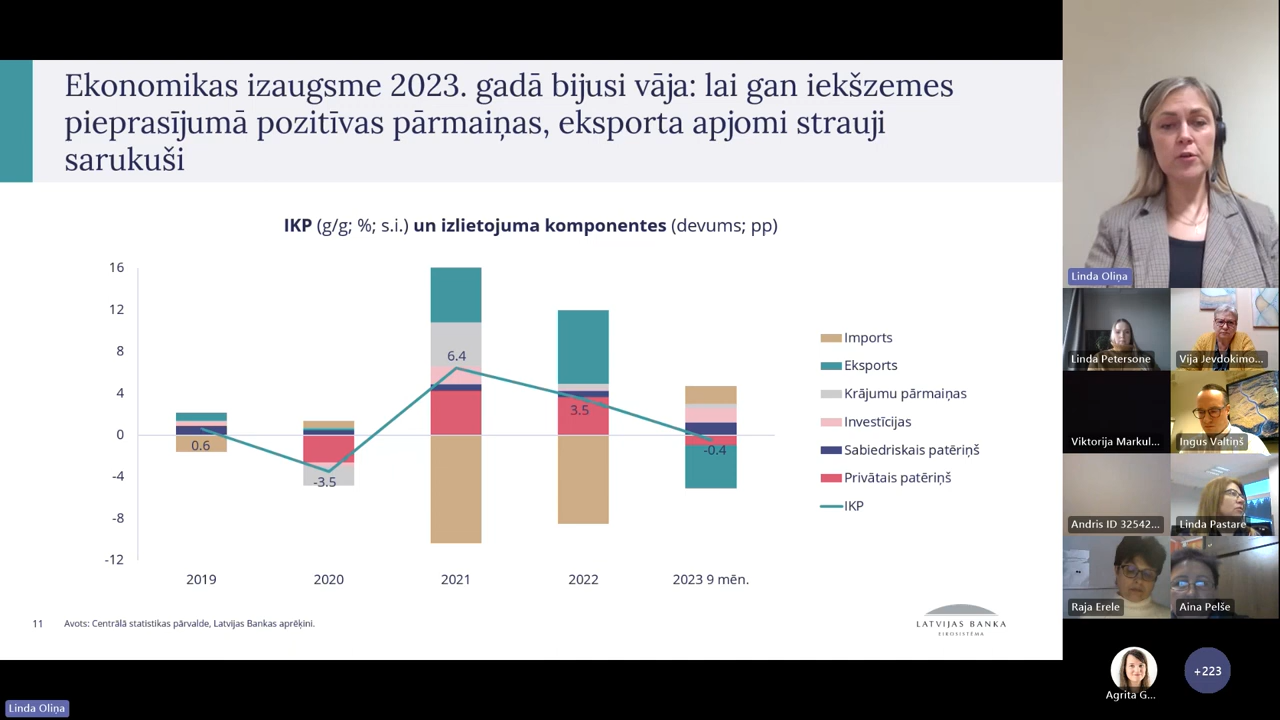 Ekonomikas izaugsme 2023. gadā bijusi vāja: lai gan iekšzemes
pieprasījumā pozitīvas pārmaiņas, eksporta apjomi strauji
sarukuši
IKP (g/g; %; s.i.) un izlietojuma komponentes (devums; pp)
16
12
8
4
0
-4
-8
-12
0.6
-3.5
6.4
3.5
-0.4
2019
2020
2021
2022
2023 9 mēn.
Imports
Eksports
Krājumu pārmaiņas
Investīcijas
Sabiedriskais patēriņš
Privātais patēriņš
IKP
11
Avots: Centrālā statistikas pārvalde, Latvijas Bankas aprēķini.
LATVIJAS BANKA
EIROSISTĒMA
Linda Oliņa
Linda Petersone
Vija Jevdokimo...
Viktorija Markul...
Ingus Valtiņš
Andris ID 32542...
Linda Pastare
Raja Erele
Aina Pelše
Agrita G...
+223
Linda Oliņa